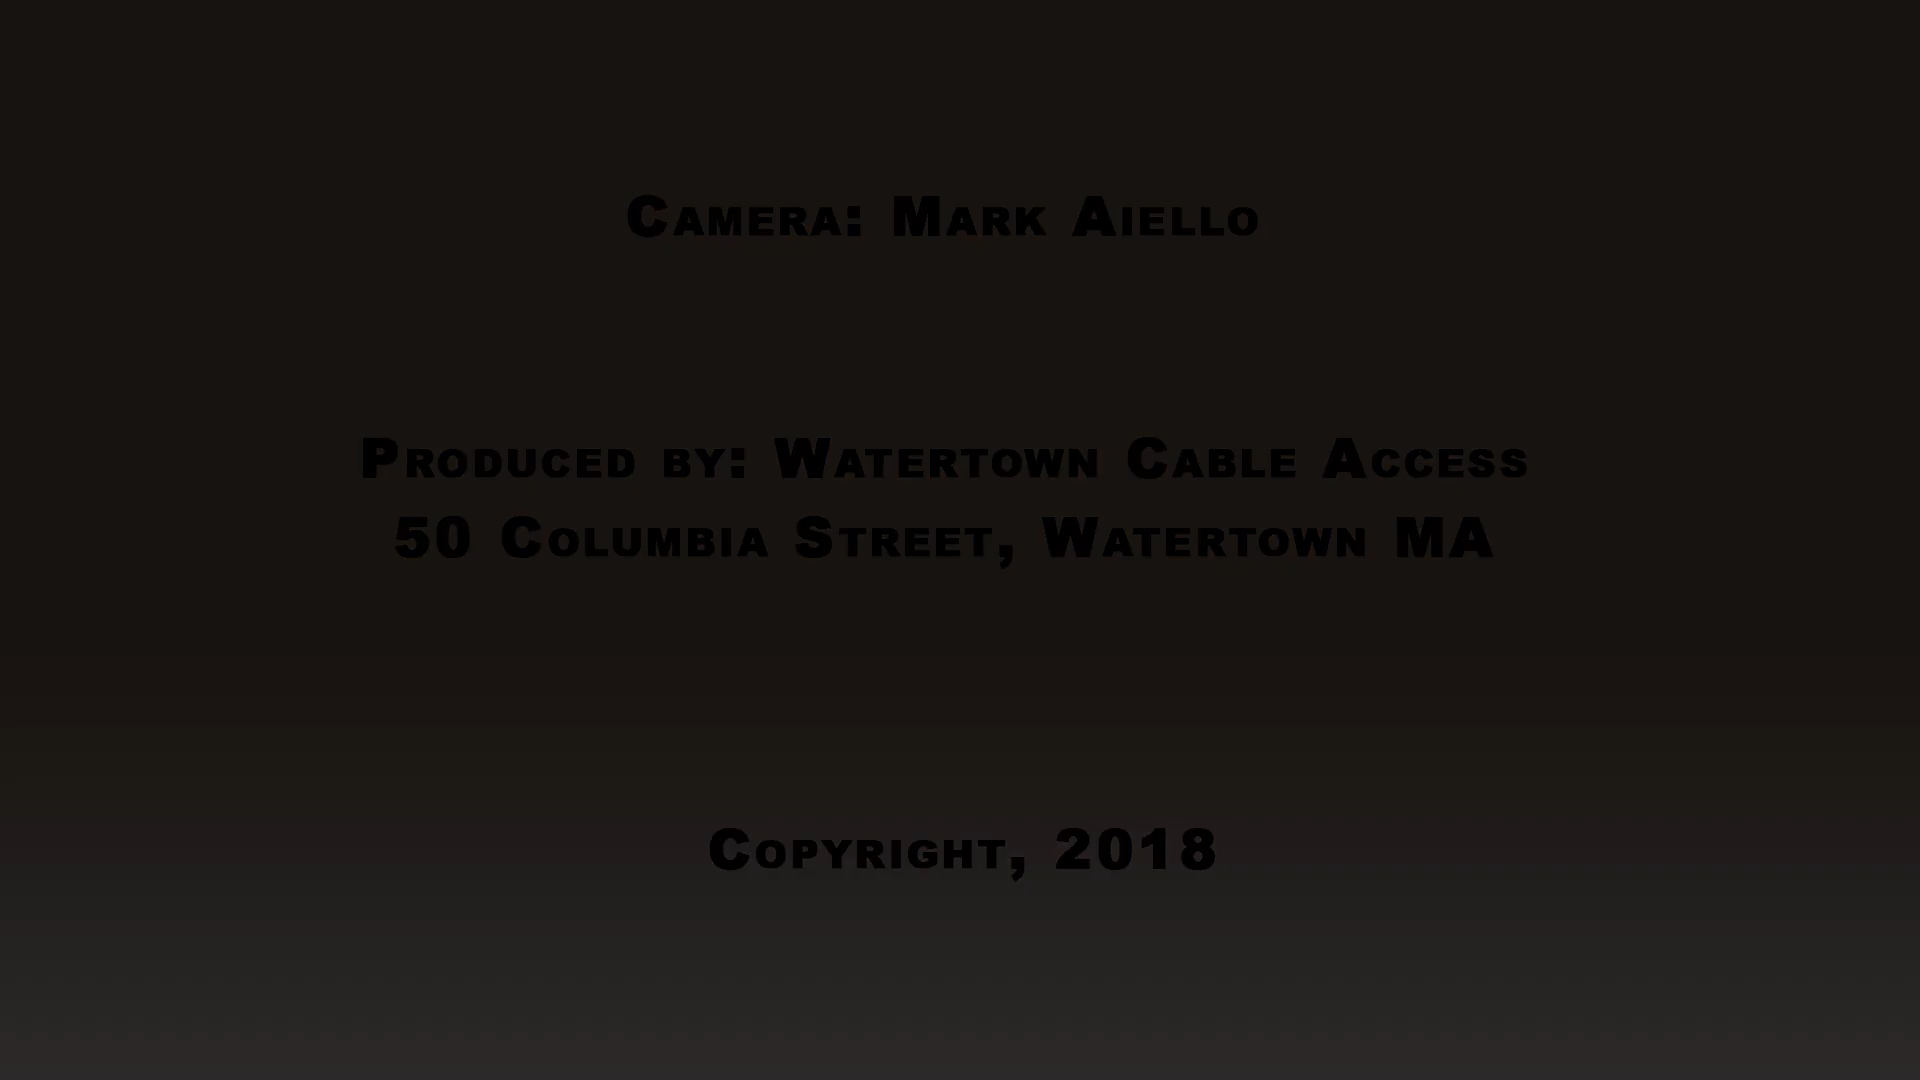 Camera: Mark Aiello
Produced by: Watertown Cable Access
50 Columbia Street, Watertown MA
Copyright, 2018